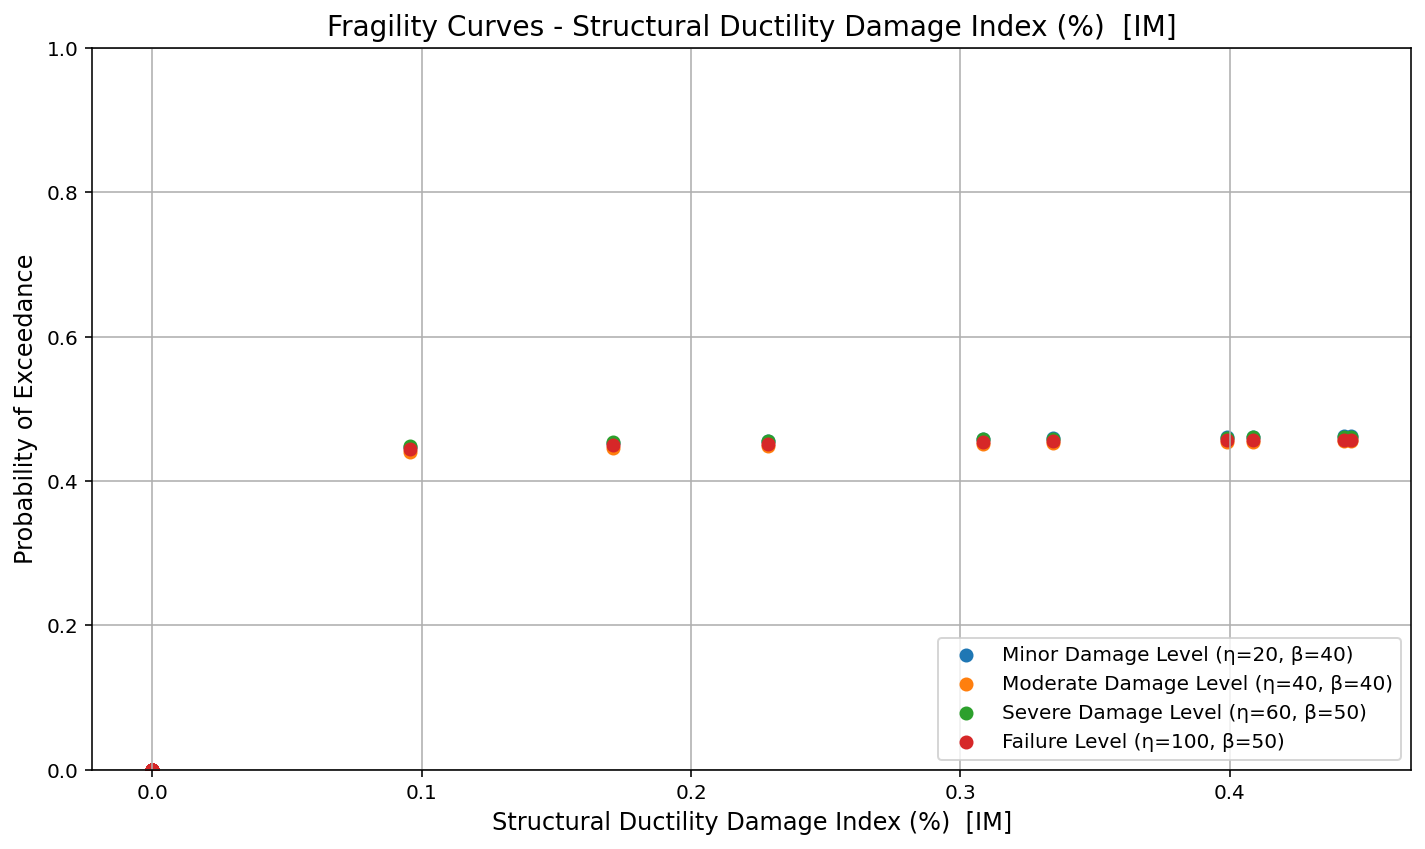 Fragility Curves - Structural Ductility Damage Index (%)  [IM]
Probability of Exceedance
1.0
0.8
0.6
0.4
0.2
0.0
0.0
0.1
0.2
0.3
0.4
Structural Ductility Damage Index (%)  [IM]
Minor Damage Level (η=20, β=40)
Moderate Damage Level (η=40, β=40)
Severe Damage Level (η=60, β=50)
Failure Level (η=100, β=50)